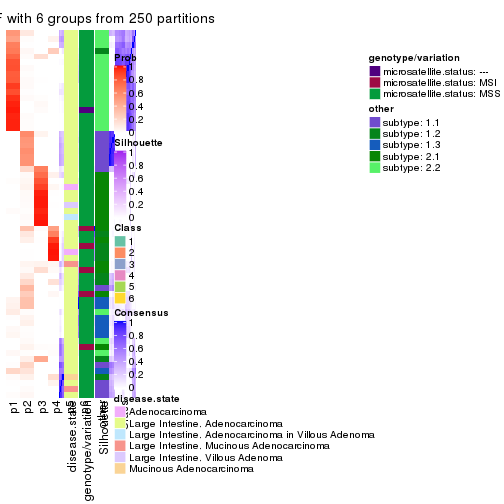 F with 6 groups from 250 partitions
Prob
1
0.8
0.6
0.4
0.2
0
Silhouette
1
0.8
0.6
0.4
0.2
0
Class
1
2
3
4
5
6
Consensus
1
0.8
0.6
0.4
0.2
0
disease.state
Adenocarcinoma
Large Intestine. Adenocarcinoma
Large Intestine. Adenocarcinoma in Villous Adenoma
Large Intestine. Mucinous Adenocarcinoma
Large Intestine. Villous Adenoma
Mucinous Adenocarcinoma
genotype/variation
microsatellite.status: ---
microsatellite.status: MSI
microsatellite.status: MSS
other
subtype: 1.1
subtype: 1.2
subtype: 1.3
subtype: 2.1
subtype: 2.2
p1
p2
p3
p4
disease.state
genotype/variation
Silhouette